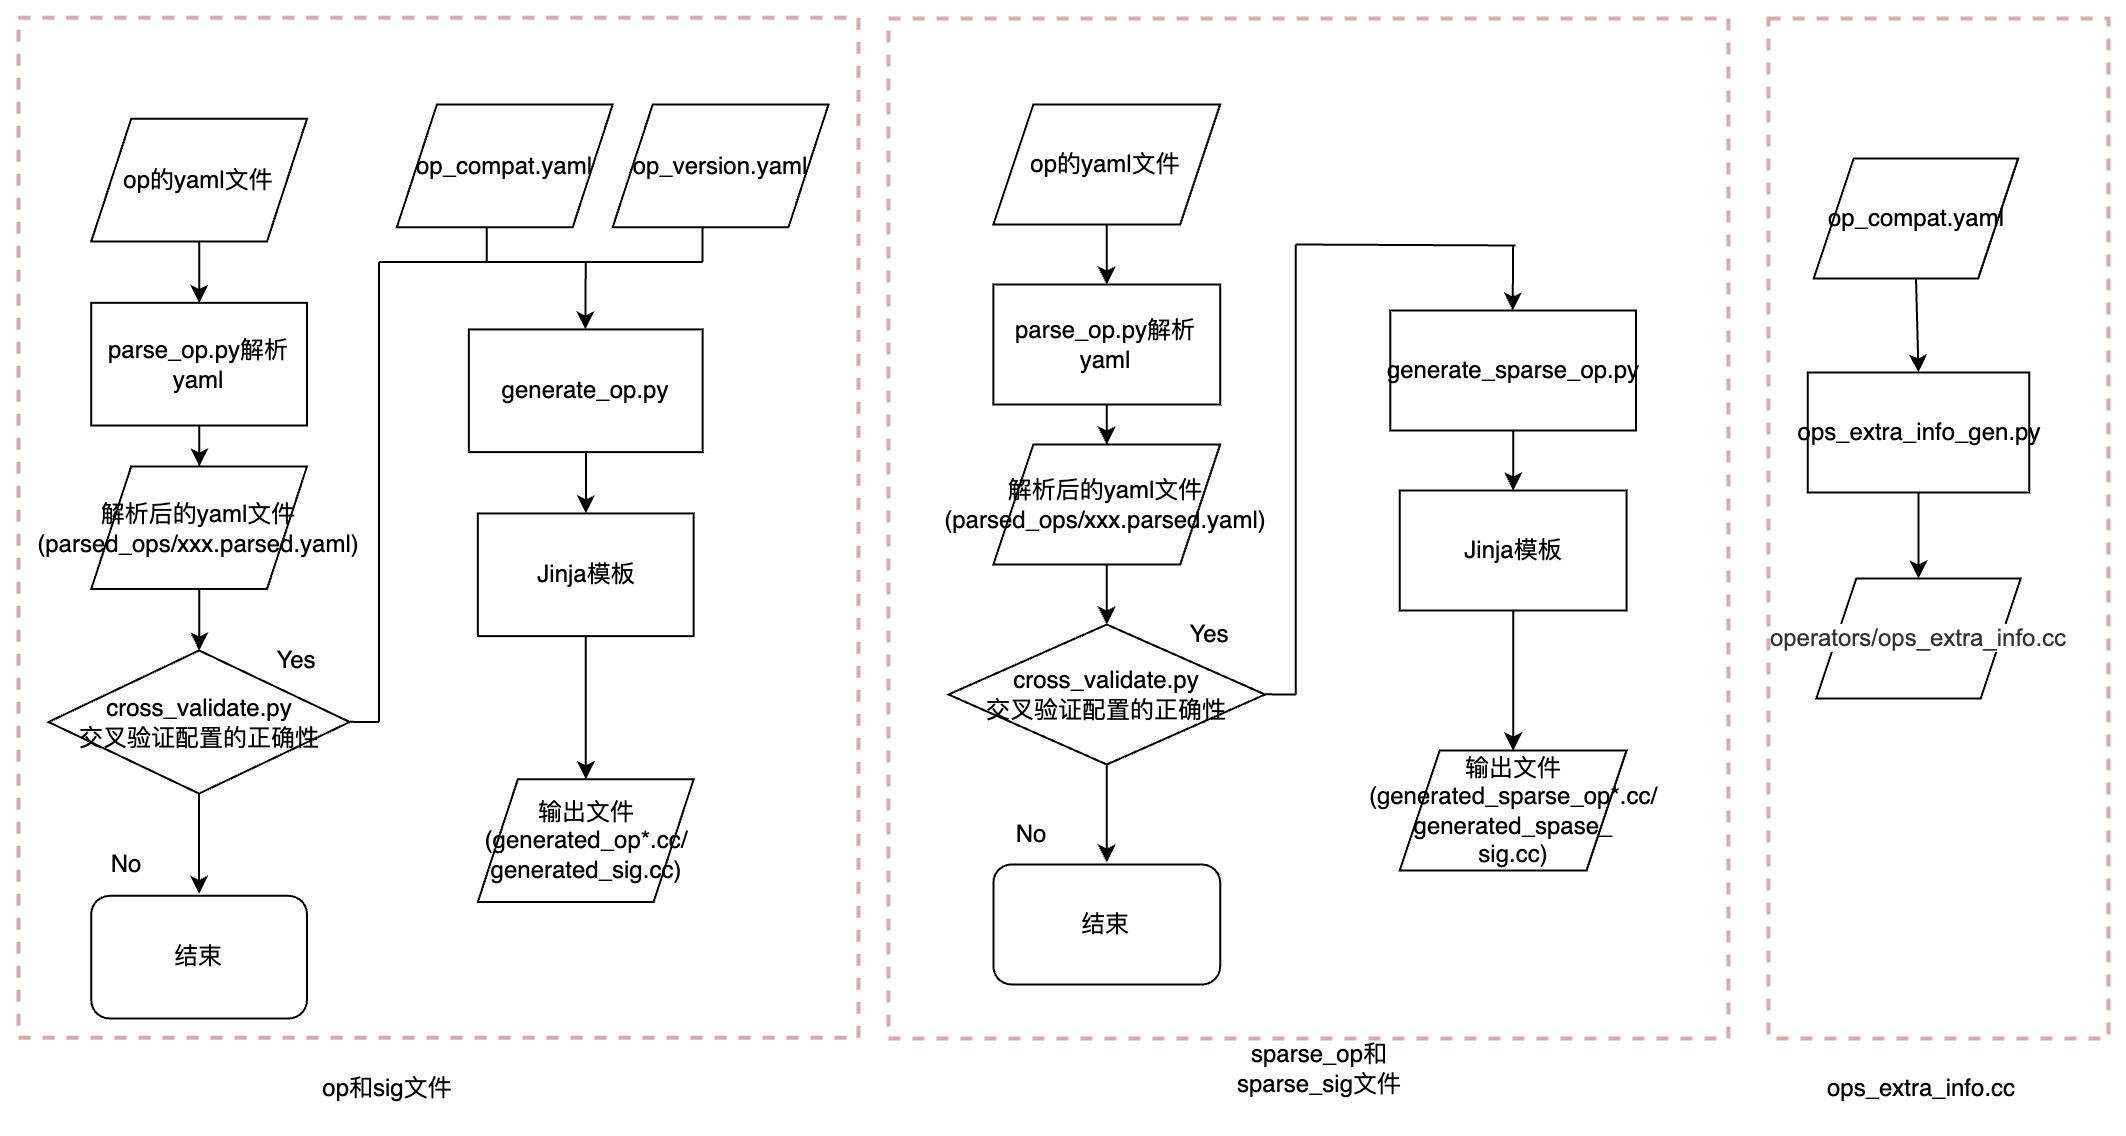 op的yaml文件
parse_op.py解析
yaml
解析后的yaml文件
(parsed_ops/xxx.parsed.yaml)
Yes
cross_validate.py
交叉验证配置的正确性
No
结束
op_compat.yaml
op_version.yaml
generate_op.py
Jinja模板
输出文件
(generated_op*.cc/
generated_sig.cc)
op和sig文件
op的yaml文件
parse_op.py解析
yaml
解析后的yaml文件
(parsed_ops/xxx.parsed.yaml)
Yes
cross_validate.py
交叉验证配置的正确性
No
结束
generate_sparse_op.py
Jinja模板
输出文件
(generated_sparse_op*.cc/
generated_spase_
sig.cc)
sparse_op和
sparse_sig文件
op_compat.yaml
ops_extra_info_gen.py
operators/ops_extra_info.cc
ops_extra_info.cc